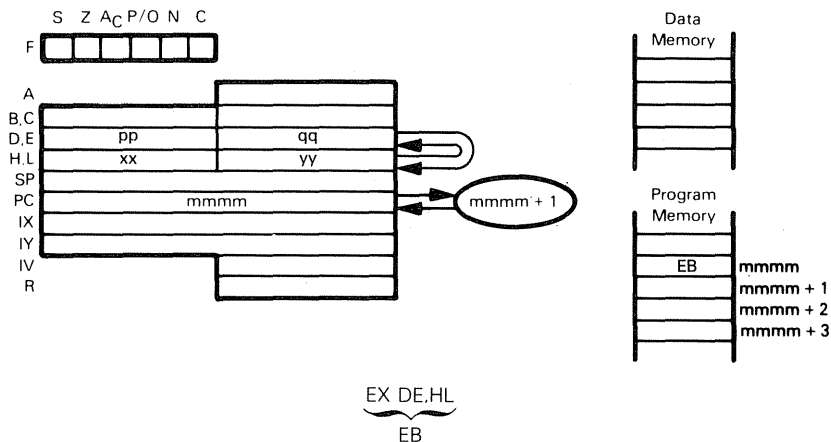 S Z AC P/O N C
F
A
B,C
D,E pp qq
H,L xx yy
SP
PC mmmm mmmm + 1
IX
IY
IV
R
Data
Memory
Program
Memory
EB mmmm
mmmm + 1
mmmm + 2
mmmm + 3
EX DE,HL
EB